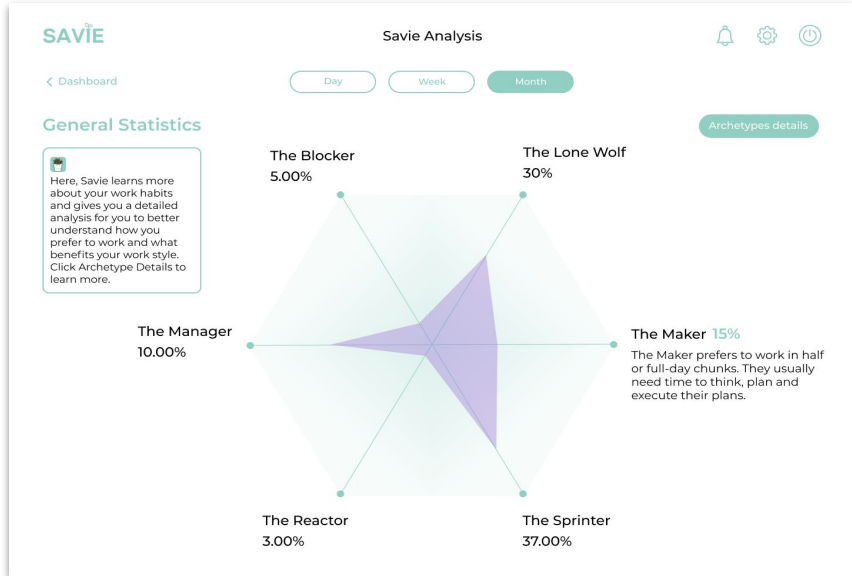 SAVIE
Savie Analysis
Dashboard
Day
Week
Month
General Statistics
Archetypes details
Here, Savie learns more
about your work habits
and gives you a detailed
analysis for you to better
understand how you
prefer to work and what
benefits your work style.
Click Archetype Details to
learn more.
The Blocker
5.00%
The Lone Wolf
30%
The Manager
10.00%
The Maker 15%
The Maker prefers to work in half
or full-day chunks. They usually
need time to think, plan and
execute their plans.
The Reactor
3.00%
The Sprinter
37.00%